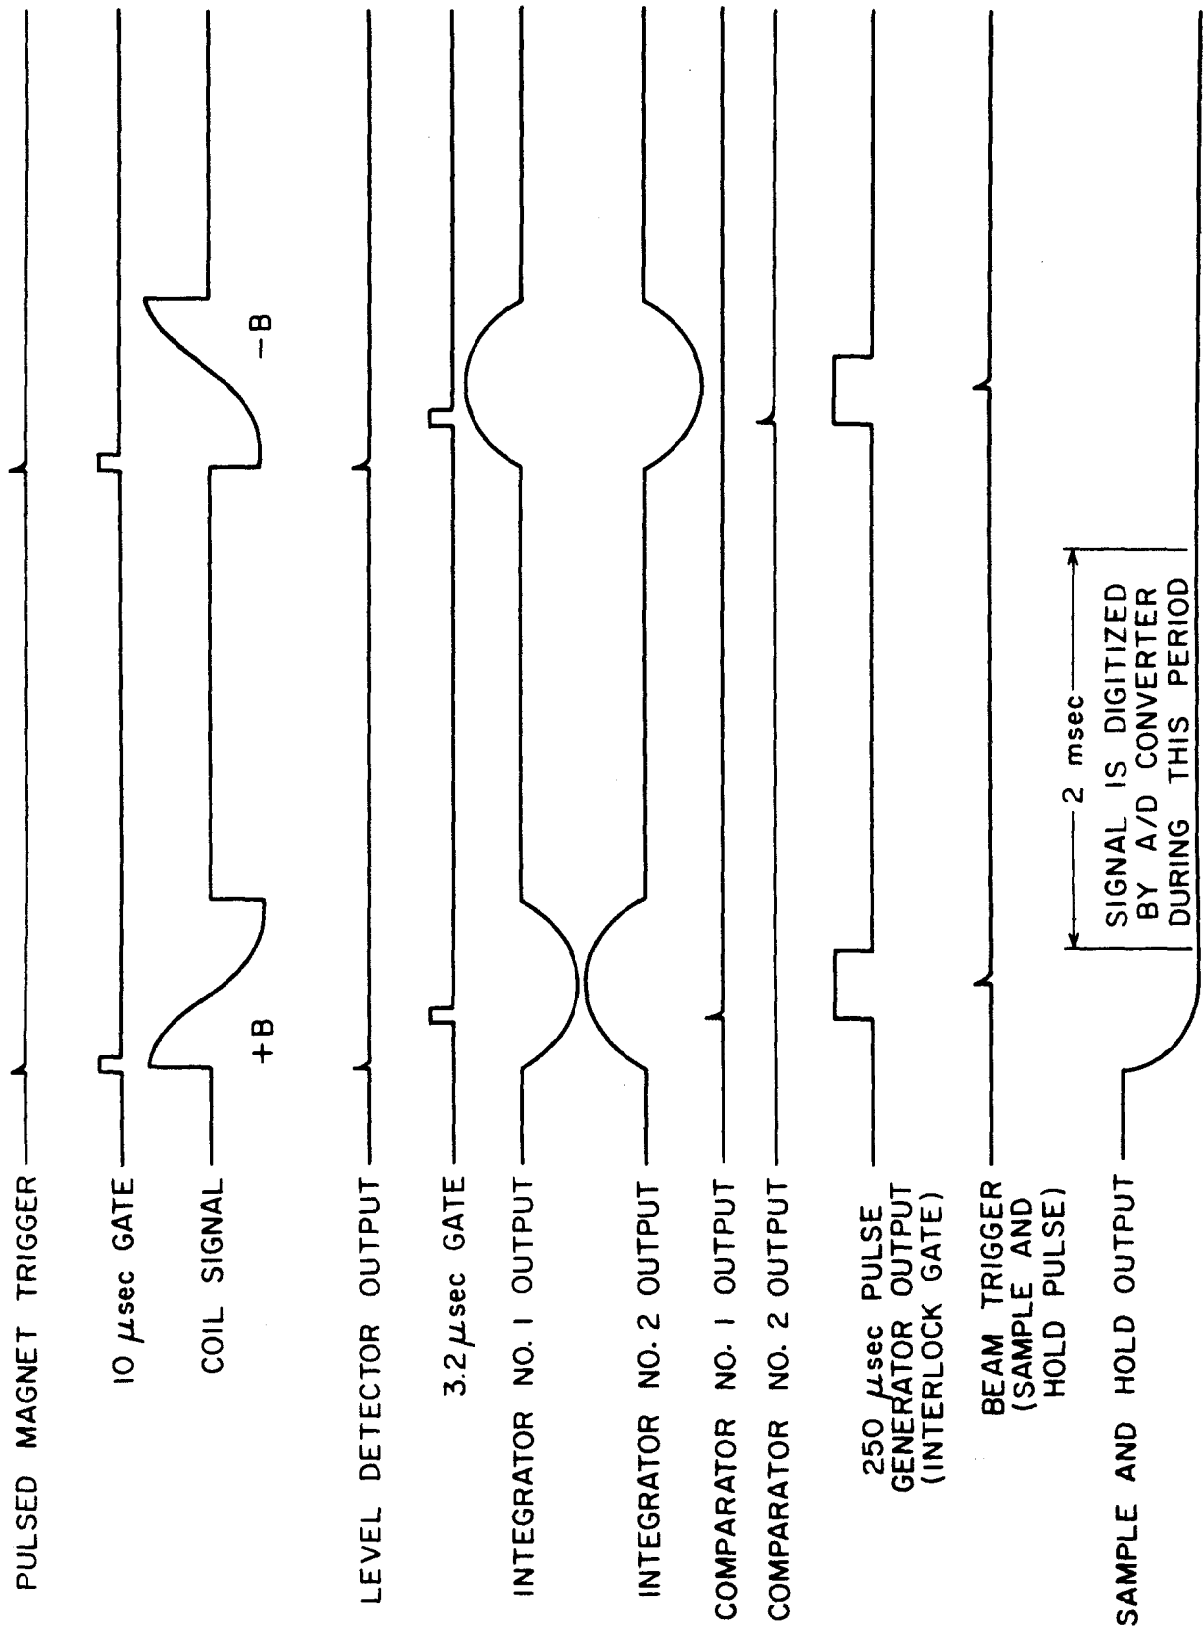 PULSED MAGNET TRIGGER
10 μsec GATE
COIL SIGNAL
+B
−B
LEVEL DETECTOR OUTPUT
3.2 μsec GATE
INTEGRATOR NO. 1 OUTPUT
INTEGRATOR NO. 2 OUTPUT
COMPARATOR NO. 1 OUTPUT
COMPARATOR NO. 2 OUTPUT
250 μsec PULSE
GENERATOR OUTPUT
(INTERLOCK GATE)
BEAM TRIGGER
(SAMPLE AND
HOLD PULSE)
2 msec
SIGNAL IS DIGITIZED
BY A/D CONVERTER
DURING THIS PERIOD
SAMPLE AND HOLD OUTPUT